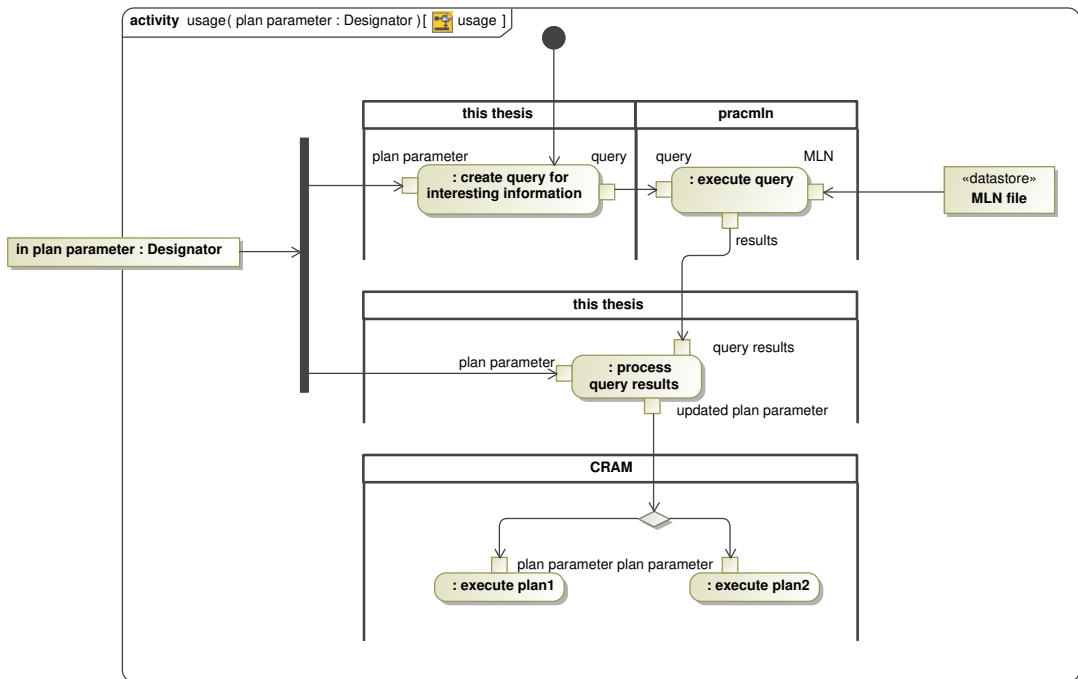 activity usage( plan parameter : Designator )[ usage ]
this thesis
pracmln
plan parameter
query
query
MLN
: create query for
interesting information
: execute query
«datastore»
MLN file
results
in plan parameter : Designator
this thesis
query results
plan parameter
: process
query results
updated plan parameter
CRAM
plan parameter plan parameter
: execute plan1
: execute plan2